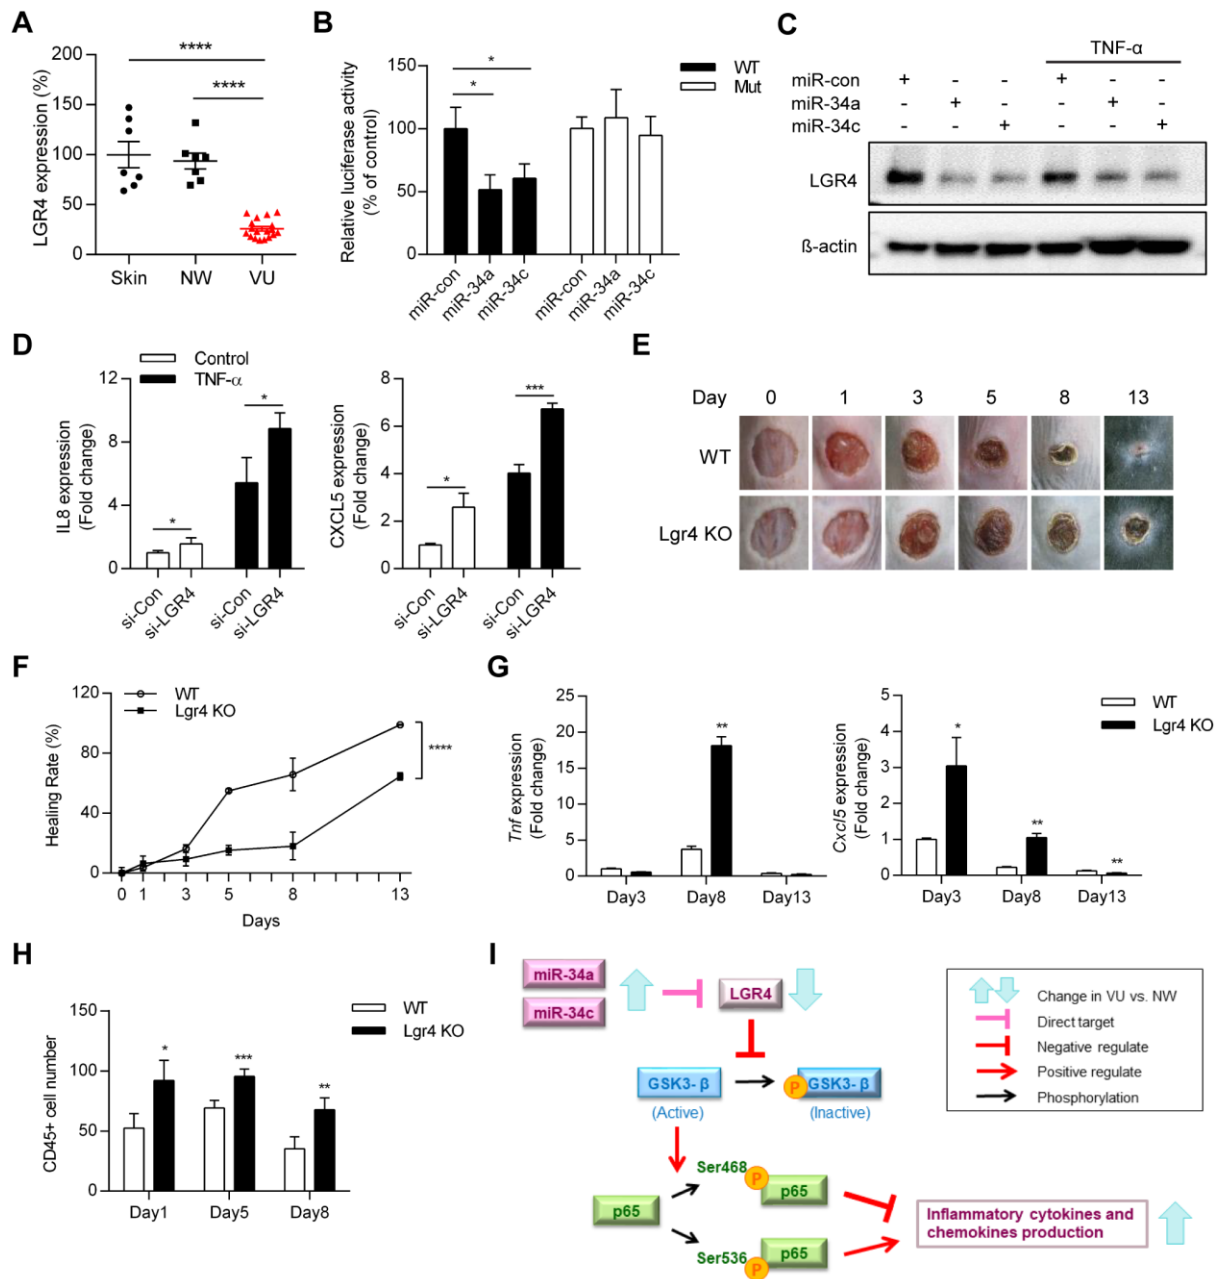 A
LGR4 expression (%)
200
150
100
50
0
****
****
Skin NW VU
B
Relative luciferase activity
(% of control)
150
100
50
0
*
*
WT
Mut
miR-con miR-34a miR-34c miR-con miR-34a miR-34c
C
TNF-α
miR-con + - - + - -
miR-34a - + - - + -
miR-34c - - + - - +
LGR4
ß-actin
D
Control
TNF-α
IL8 expression
(Fold change)
12
8
4
0
*
*
si-Con si-LGR4 si-Con si-LGR4
CXCL5 expression
(Fold change)
8
6
4
2
0
*
***
si-Con si-LGR4 si-Con si-LGR4
E
Day 0 1 3 5 8 13
WT
Lgr4 KO
F
WT
Lgr4 KO
Healing Rate (%)
120
80
40
0
****
0 1 3 5 8 13
Days
G
Tnf expression
(Fold change)
25
20
15
10
5
0
**
Day3 Day8 Day13
Cxcl5 expression
(Fold change)
5
4
3
2
1
0
*
**
**
Day3 Day8 Day13
WT
Lgr4 KO
H
CD45+ cell number
150
100
50
0
WT
Lgr4 KO
*
***
**
Day1 Day5 Day8
I
miR-34a
miR-34c
LGR4
GSK3- β
(Active)
P GSK3- β
(Inactive)
p65
Ser468 P p65
Ser536 P p65
Inflammatory cytokines and
chemokines production
Change in VU vs. NW
Direct target
Negative regulate
Positive regulate
Phosphorylation